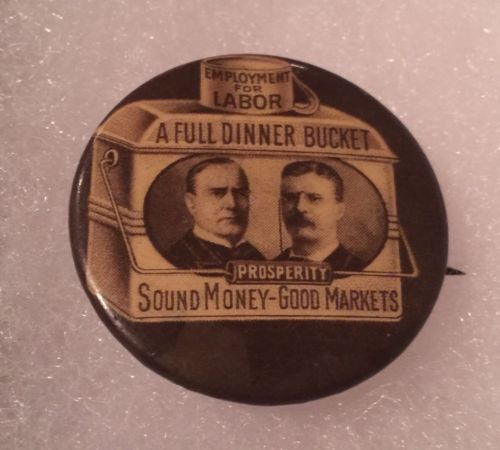 EMPLOYMENT
FOR
LABOR
A FULL DINNER BUCKET
PROSPERITY
SOUND MONEY-GOOD MARKETS